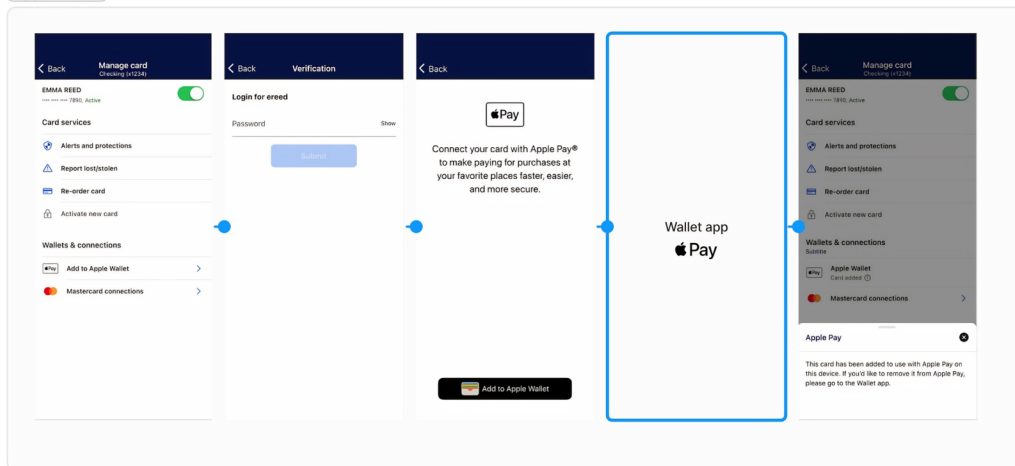 Back
Manage card
Checking (x1234)
EMMA REED
•••• •••• •••• 7890, Active
Card services
Alerts and protections
Report lost/stolen
Re-order card
Activate new card
Wallets & connections
Pay
Add to Apple Wallet
Mastercard connections
Back
Verification
Login for ereed
Password
Show
Submit
Back
Pay
Connect your card with Apple Pay®
to make paying for purchases at
your favorite places faster, easier,
and more secure.
Add to Apple Wallet
Wallet app
Pay
Back
Manage card
Checking (x1234)
EMMA REED
•••• •••• •••• 7890, Active
Card services
Alerts and protections
Report lost/stolen
Re-order card
Activate new card
Wallets & connections
Subtitle
Pay
Apple Wallet
Card added
Mastercard connections
Apple Pay
This card has been added to use with Apple Pay on
this device. If you'd like to remove it from Apple Pay,
please go to the Wallet app.